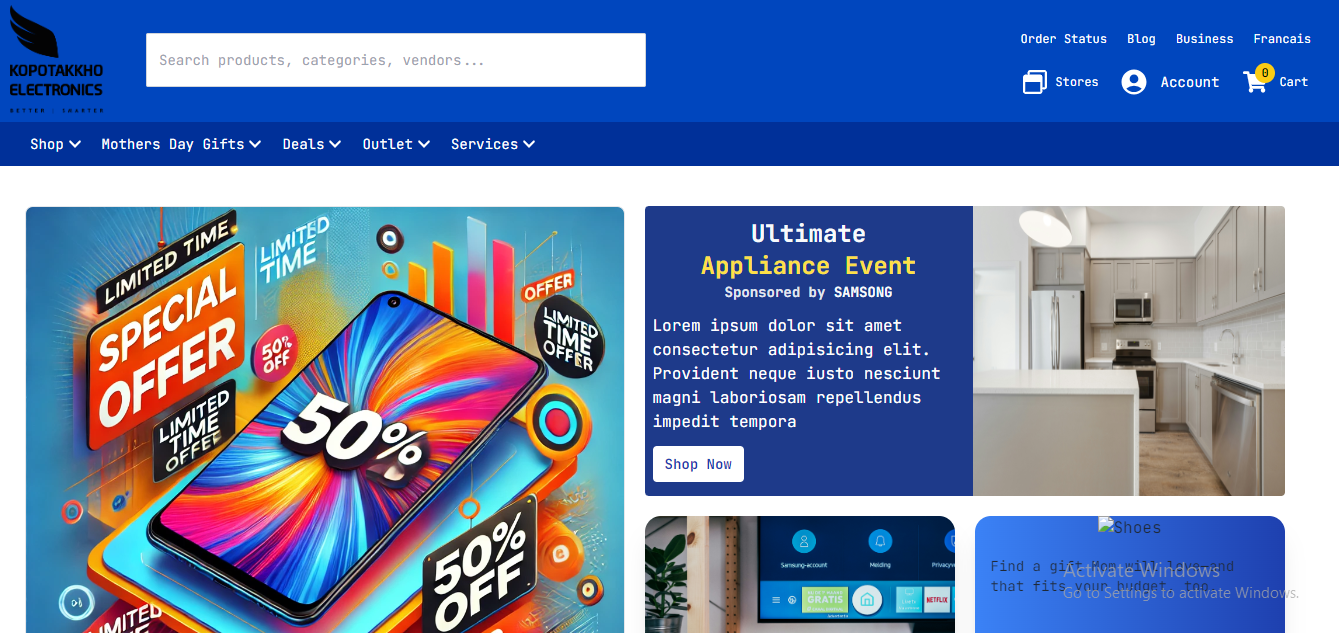 KOPOTAKKHO
ELECTRONICS
BETTER · SMARTER
Search products, categories, vendors...
Order Status Blog Business Francais
Stores Account 0 Cart
Shop Mothers Day Gifts Deals Outlet Services
LIMITED TIME
SPECIAL
OFFER
LIMITED
TIME
OFFER
LIMITED
TIME
50%
OFF
OFFER
LIMITED
TIME
OFFER
50%
50%
OFF
LIMITED
Ultimate
Appliance Event
Sponsored by SAMSONG
Lorem ipsum dolor sit amet
consectetur adipisicing elit.
Provident neque iusto nesciunt
magni laboriosam repellendus
impedit tempora
Shop Now
Samsung-account
Melding
GRATIS
NETFLIX
Shoes
Find a gift Mom will love—and
that fits your budget, too.
Activate Windows
Go to Settings to activate Windows.